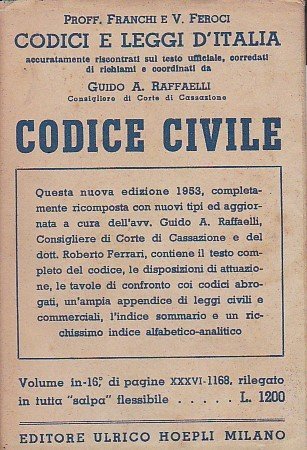 PROFF. FRANCHI E V. FEROCI
CODICI E LEGGI D'ITALIA
accuratamente riscontrati sul testo ufficiale, corredati
di richiami e coordinati da
GUIDO A. RAFFAELLI
Consigliere di Corte di Cassazione
CODICE CIVILE
Questa nuova edizione 1953, completa-
mente ricomposta con nuovi tipi ed aggior-
nata a cura dell'avv. Guido A. Raffaelli,
Consigliere di Corte di Cassazione e del
dott. Roberto Ferrari, contiene il testo com-
pleto del codice, le disposizioni di attuazio-
ne, le tavole di confronto coi codici abro-
gati, un'ampia appendice di leggi civili e
commerciali, l'indice sommario e un ric-
chissimo indice alfabetico-analitico
Volume in-16.° di pagine XXXVI-1168, rilegato
in tutta "salpa" flessibile . . . . . L. 1200
EDITORE ULRICO HOEPLI MILANO